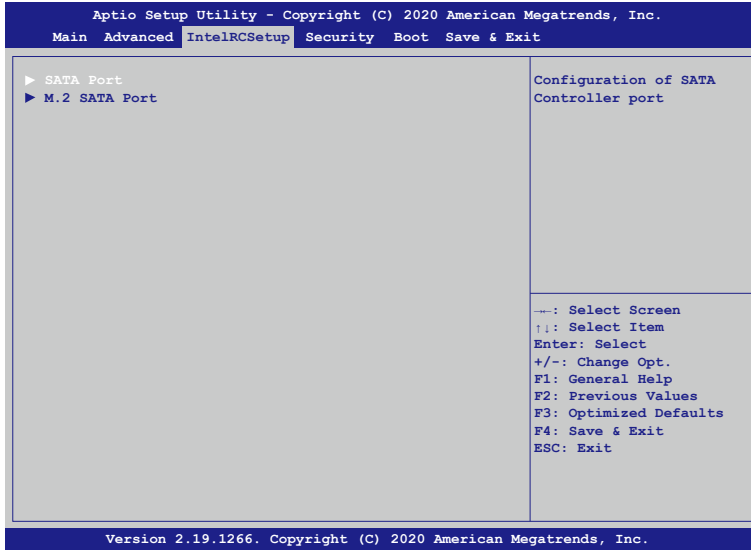 Aptio Setup Utility - Copyright (C) 2020 American Megatrends, Inc.
Main Advanced IntelRCSetup Security Boot Save & Exit
▶ SATA Port
▶ M.2 SATA Port
Configuration of SATA
Controller port
→←: Select Screen
↑↓: Select Item
Enter: Select
+/-: Change Opt.
F1: General Help
F2: Previous Values
F3: Optimized Defaults
F4: Save & Exit
ESC: Exit
Version 2.19.1266. Copyright (C) 2020 American Megatrends, Inc.